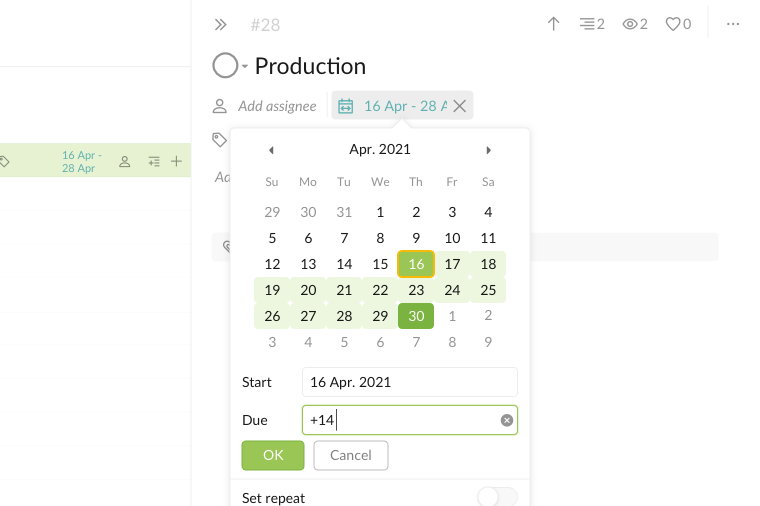 #28
2
2
0
Production
Add assignee
16 Apr - 28 A
16 Apr -
28 Apr
Apr. 2021
Su Mo Tu We Th Fr Sa
29 30 31 1 2 3 4
5 6 7 8 9 10 11
12 13 14 15 16 17 18
19 20 21 22 23 24 25
26 27 28 29 30 1 2
3 4 5 6 7 8 9
Start 16 Apr. 2021
Due +14
OK Cancel
Set repeat